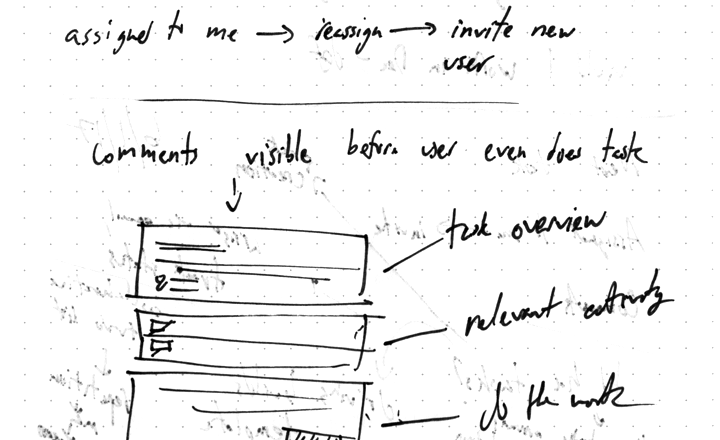 assigned to me → reassign → invite new
user
Comments visible before user even does task
task overview
relevant activity
do the work